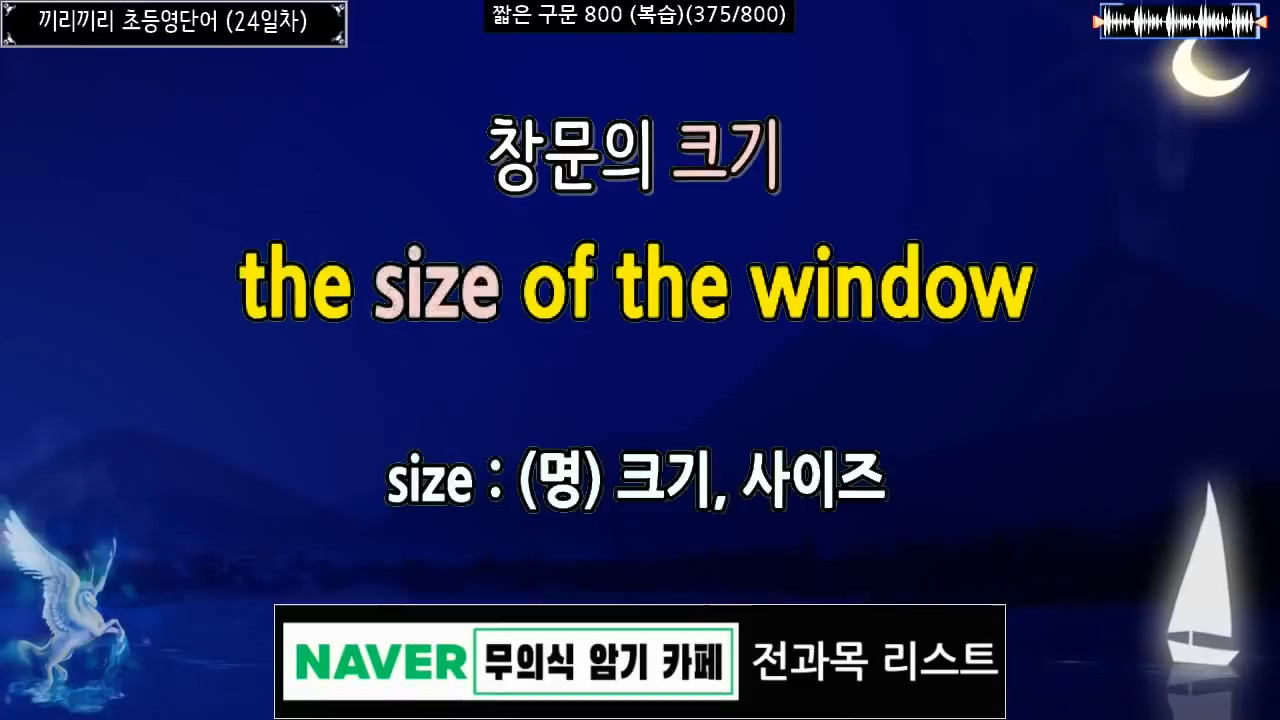 끼리끼리 초등영단어 (24일차)
짧은 구문 800 (복습)(375/800)
창문의 크기
the size of the window
size : (명) 크기, 사이즈
NAVER 무의식 암기 카페 전과목 리스트